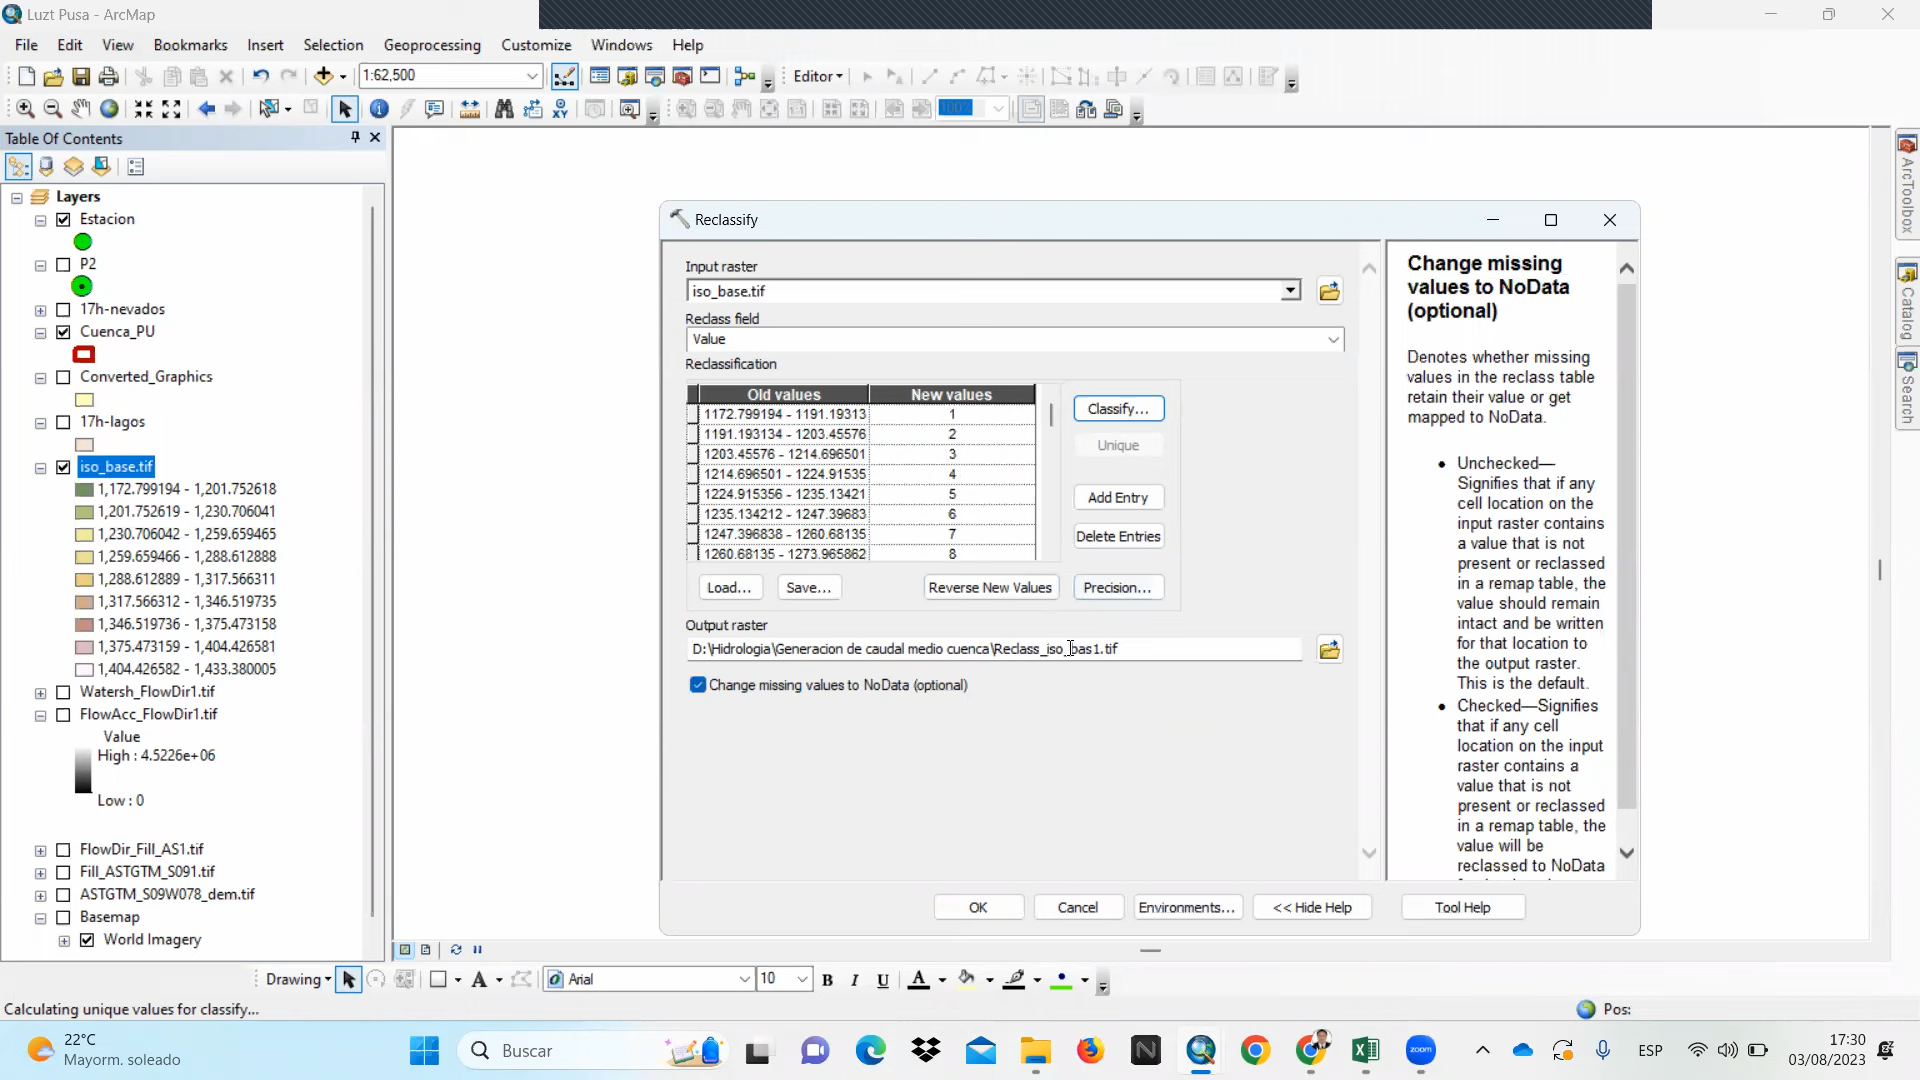 Luzt Pusa - ArcMap
File Edit View Bookmarks Insert Selection Geoprocessing Customize Windows Help
1:62,500
Editor
100%
Table Of Contents
Layers
Estacion
P2
17h-nevados
Cuenca_PU
Converted_Graphics
17h-lagos
iso_base.tif
1,172.799194 - 1,201.752618
1,201.752619 - 1,230.706041
1,230.706042 - 1,259.659465
1,259.659466 - 1,288.612888
1,288.612889 - 1,317.566311
1,317.566312 - 1,346.519735
1,346.519736 - 1,375.473158
1,375.473159 - 1,404.426581
1,404.426582 - 1,433.380005
Watersh_FlowDir1.tif
FlowAcc_FlowDir1.tif
Value
High : 4.5226e+06
Low : 0
FlowDir_Fill_AS1.tif
Fill_ASTGTM_S091.tif
ASTGTM_S09W078_dem.tif
Basemap
World Imagery
Reclassify
Input raster
iso_base.tif
Reclass field
Value
Reclassification
Old values New values
1172.799194 - 1191.19313 1
1191.193134 - 1203.45576 2
1203.45576 - 1214.696501 3
1214.696501 - 1224.91535 4
1224.915356 - 1235.13421 5
1235.134212 - 1247.39683 6
1247.396838 - 1260.68135 7
1260.68135 - 1273.965862 8
Classify...
Unique
Add Entry
Delete Entries
Load... Save... Reverse New Values Precision...
Output raster
D:\Hidrologia\Generacion de caudal medio cuenca\Reclass_iso_bas1.tif
Change missing values to NoData (optional)
OK Cancel Environments... << Hide Help Tool Help
Change missing
values to NoData
(optional)
Denotes whether missing
values in the reclass table
retain their value or get
mapped to NoData.
• Unchecked—
Signifies that if any
cell location on the
input raster contains
a value that is not
present or reclassed
in a remap table, the
value should remain
intact and be written
for that location to
the output raster.
This is the default.
• Checked—Signifies
that if any cell
location on the input
raster contains a
value that is not
present or reclassed
in a remap table, the
value will be
reclassed to NoData
ArcToolbox
Catalog
Search
Drawing Arial 10 B I U A
Calculating unique values for classify...
Pos:
22°C
Mayorm. soleado
Buscar
zoom
ESP
17:30
03/08/2023